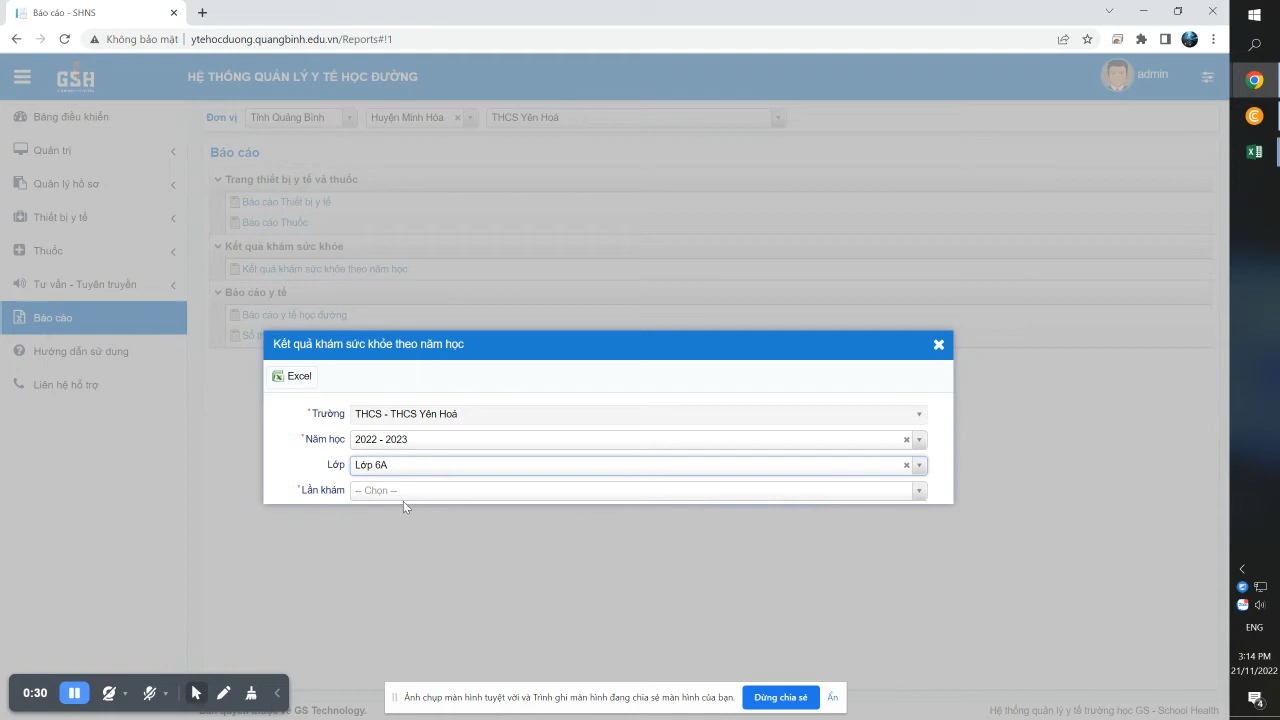 Báo cáo - SHNS
Không bảo mật
ytehocduong.quangbinh.edu.vn/Reports#!1
GSH
HỆ THỐNG QUẢN LÝ Y TẾ HỌC ĐƯỜNG
admin
Bảng điều khiển
Quản trị
Quản lý hồ sơ
Thiết bị y tế
Thuốc
Tư vấn - Tuyên truyền
Báo cáo
Hướng dẫn sử dụng
Liên hệ hỗ trợ
Đơn vị
Tỉnh Quảng Bình
Huyện Minh Hóa
THCS Yên Hoá
Báo cáo
Trang thiết bị y tế và thuốc
Báo cáo Thiết bị y tế
Báo cáo Thuốc
Kết quả khám sức khỏe
Kết quả khám sức khỏe theo năm học
Báo cáo y tế
Báo cáo y tế học đường
Sổ
Kết quả khám sức khỏe theo năm học
Excel
*Trường
THCS - THCS Yên Hoá
*Năm học
2022 - 2023
Lớp
Lớp 6A
*Lần khám
-- Chọn --
0:30
Ảnh chụp màn hình tuyệt vời và Trình ghi màn hình đang chia sẻ màn hình của bạn.
Dừng chia sẻ
Ẩn
GS Technology.
Hệ thống quản lý y tế trường học GS - School Health
ENG
3:14 PM
21/11/2022
4